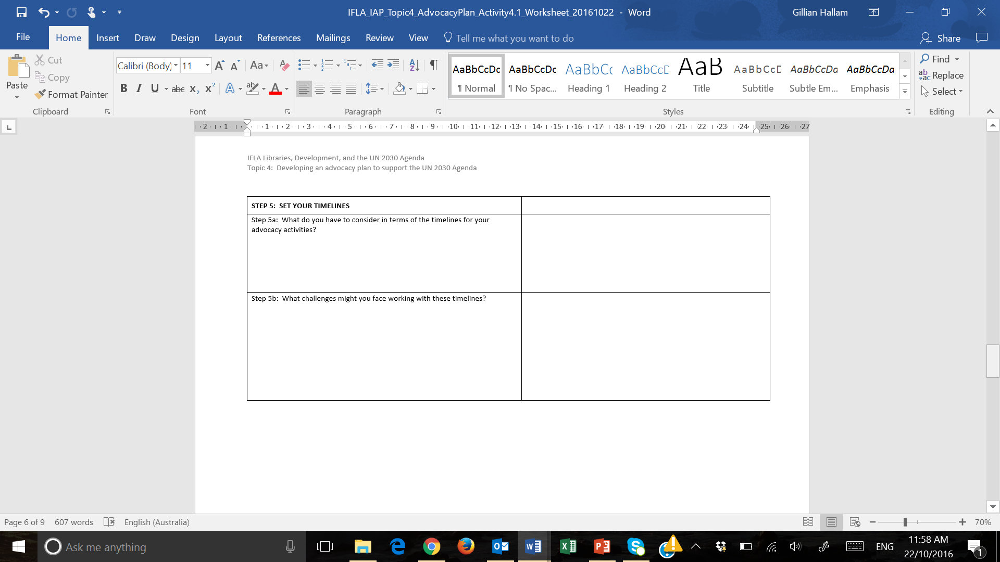 IFLA_IAP_Topic4_AdvocacyPlan_Activity4.1_Worksheet_20161022 - Word
Gillian Hallam
File Home Insert Draw Design Layout References Mailings Review View Tell me what you want to do Share
Paste
Cut
Copy
Format Painter
Clipboard
Calibri (Body) 11
Font
Paragraph
AaBbCcDc AaBbCcDc AaBbCc AaBbCcD AaB AaBbCcD AaBbCcDa AaBbCcDa
¶ Normal ¶ No Spac... Heading 1 Heading 2 Title Subtitle Subtle Em... Emphasis
Styles
Find
Replace
Select
Editing
2 1 1 2 3 4 5 6 7 8 9 10 11 12 13 14 15 16 17 18 19 20 21 22 23 24 25 26 27
IFLA Libraries, Development, and the UN 2030 Agenda
Topic 4: Developing an advocacy plan to support the UN 2030 Agenda
STEP 5: SET YOUR TIMELINES
Step 5a: What do you have to consider in terms of the timelines for your
advocacy activities?
Step 5b: What challenges might you face working with these timelines?
Page 6 of 9 607 words English (Australia) 70%
Ask me anything
ENG
11:58 AM
22/10/2016
1